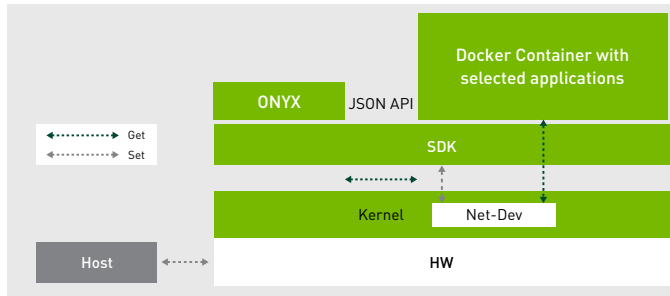 Docker Container with
selected applications
ONYX
JSON API
Get
Set
SDK
Kernel
Net-Dev
Host
HW